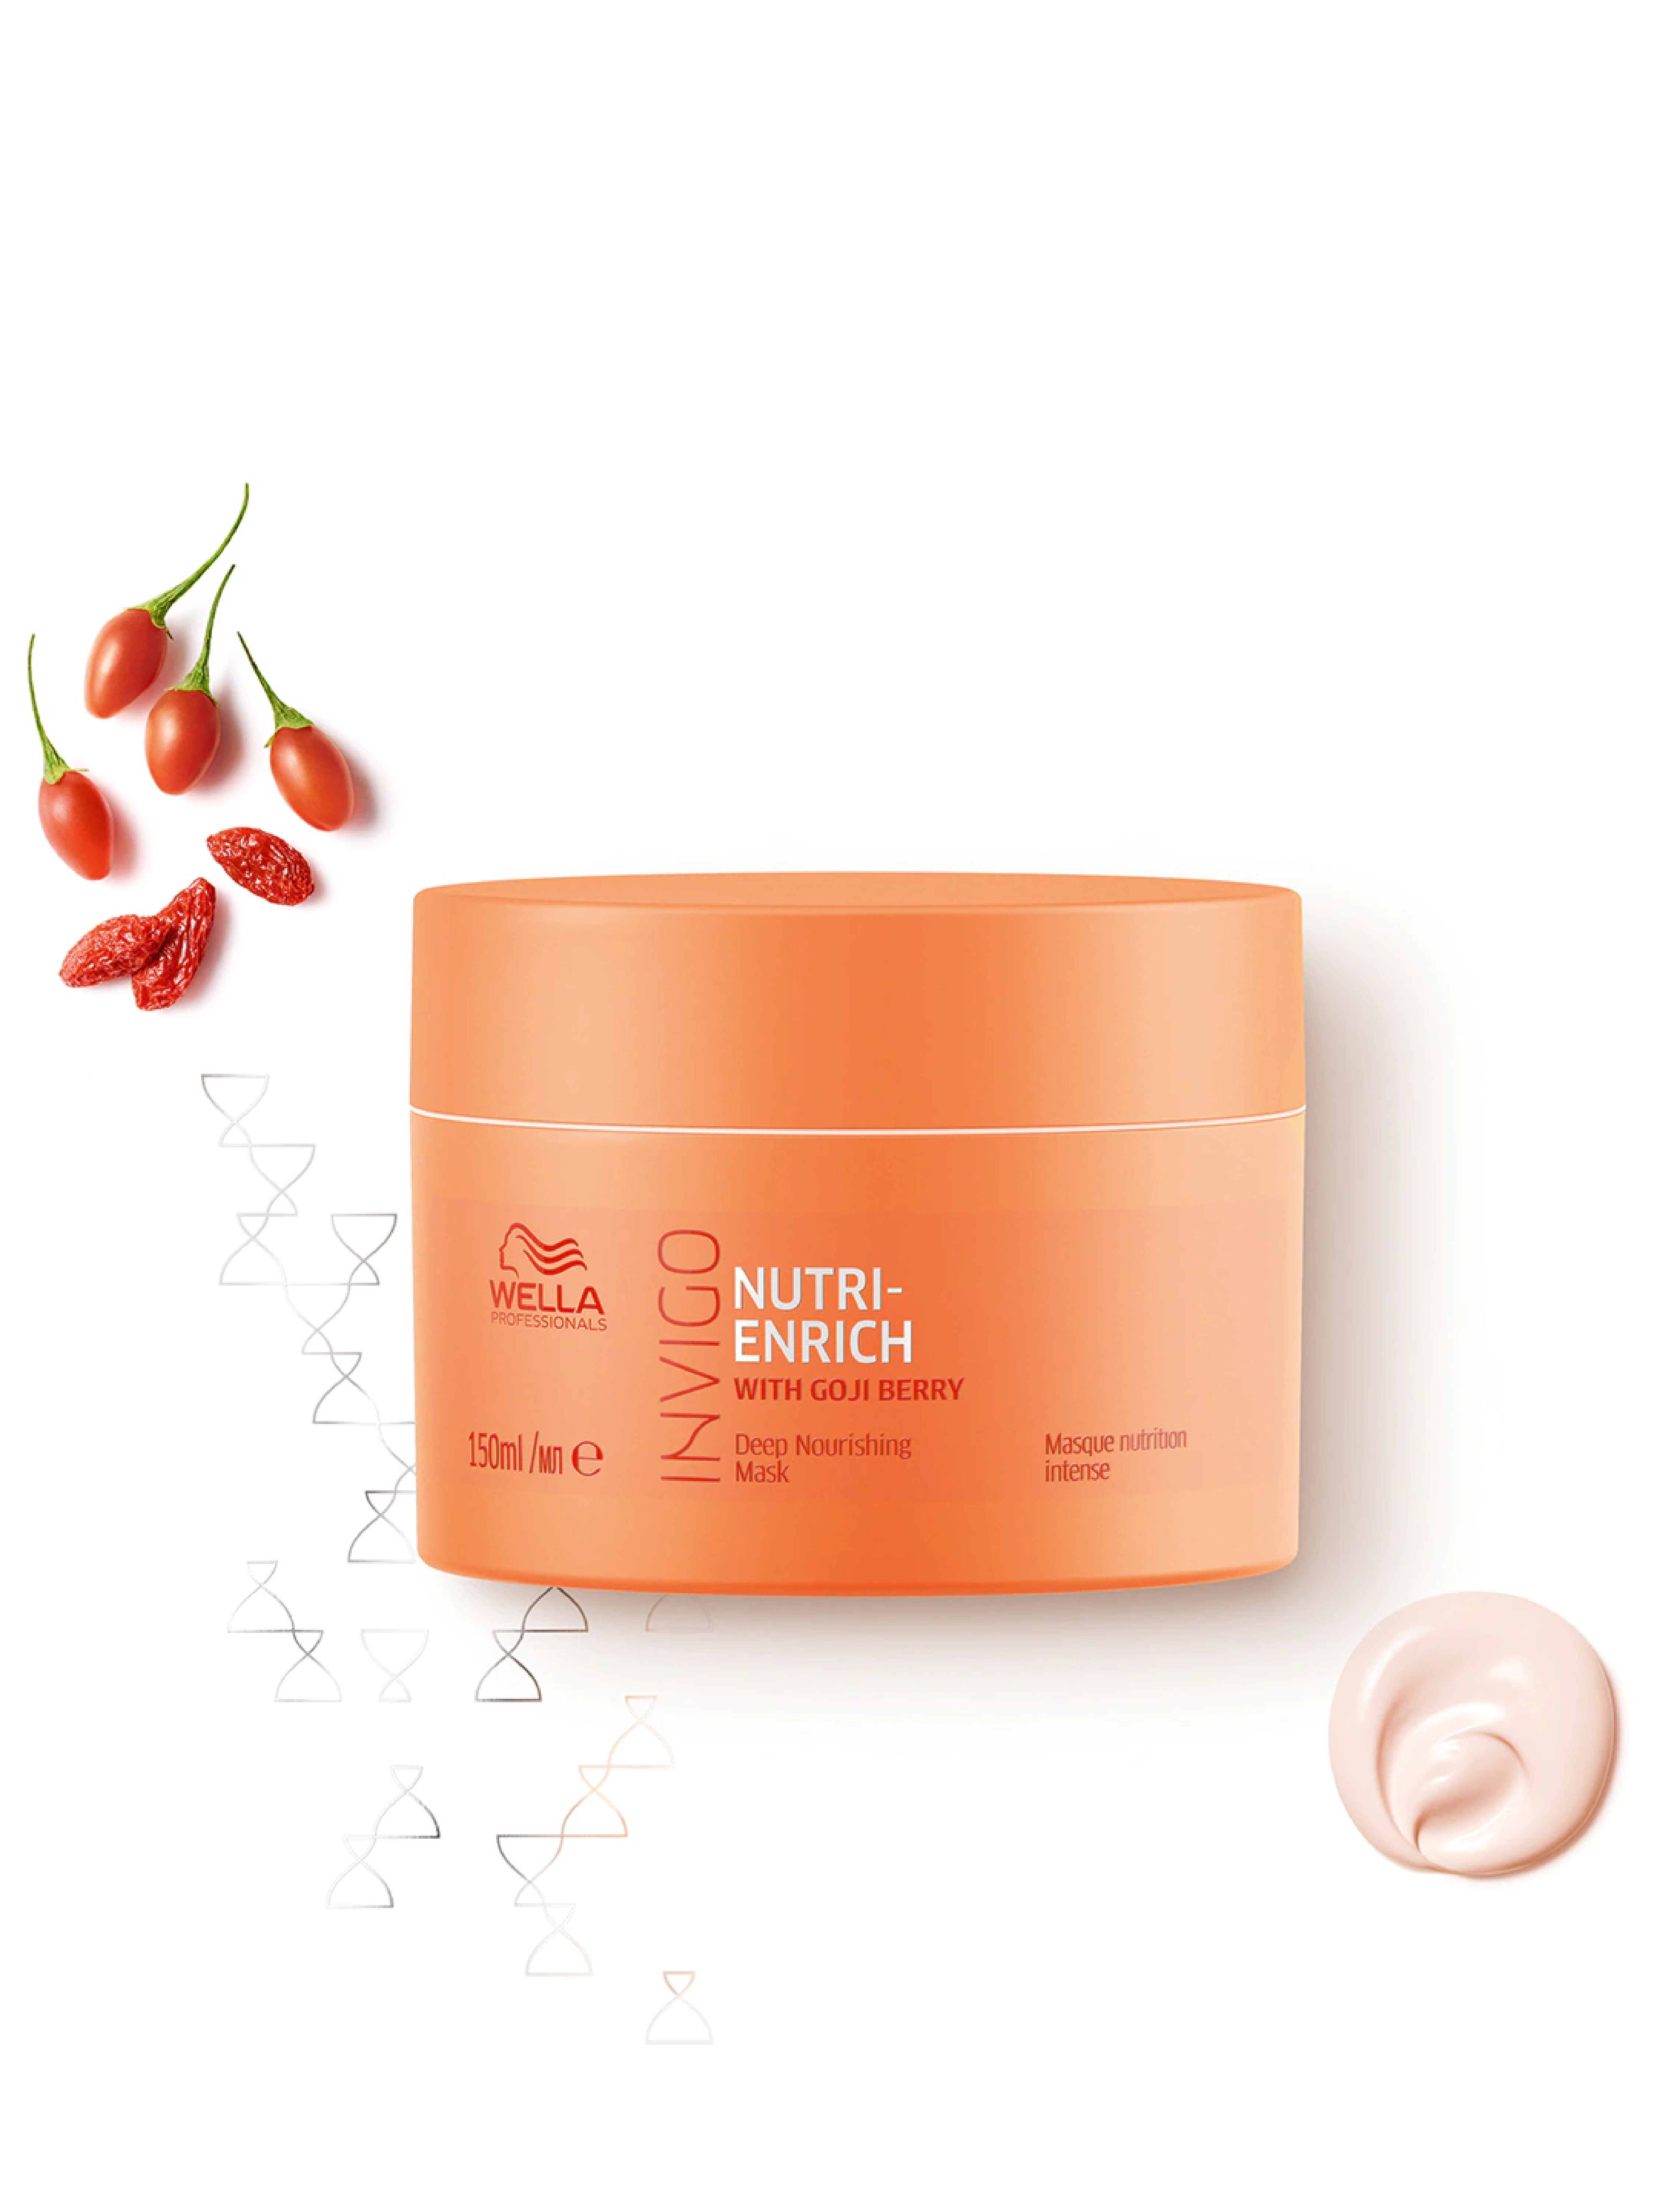 WELLA
PROFESSIONALS
INVIGO
NUTRI-
ENRICH
WITH GOJI BERRY
Deep Nourishing
Mask
Masque nutrition
intense
150ml /мл e